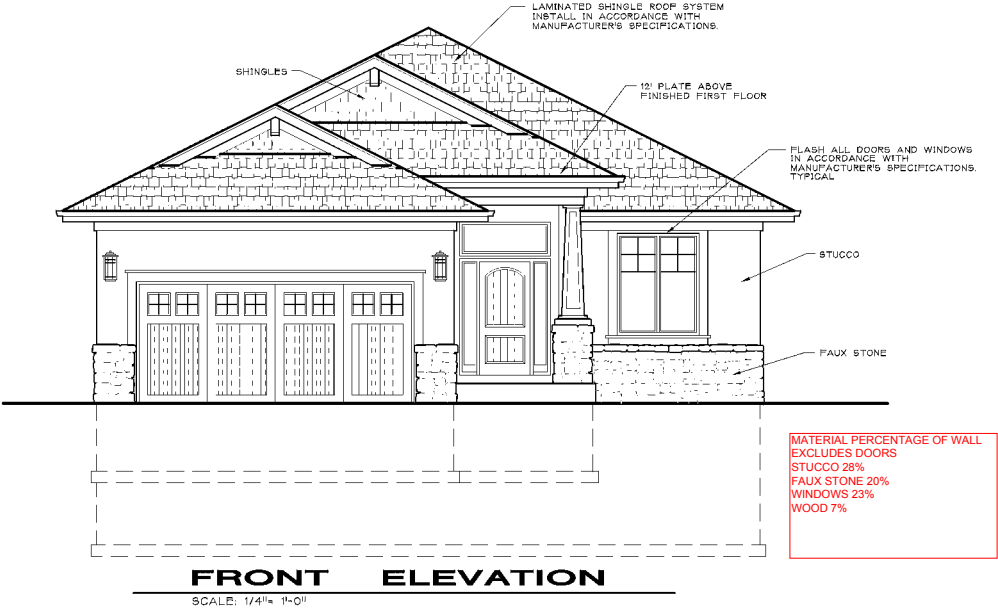 LAMINATED SHINGLE ROOF SYSTEM
INSTALL IN ACCORDANCE WITH
MANUFACTURER'S SPECIFICATIONS.
SHINGLES
12' PLATE ABOVE
FINISHED FIRST FLOOR
FLASH ALL DOORS AND WINDOWS
IN ACCORDANCE WITH
MANUFACTURER'S SPECIFICATIONS.
TYPICAL
STUCCO
FAUX STONE
MATERIAL PERCENTAGE OF WALL
EXCLUDES DOORS
STUCCO 28%
FAUX STONE 20%
WINDOWS 23%
WOOD 7%
FRONT ELEVATION
SCALE: 1/4"= 1'-0"